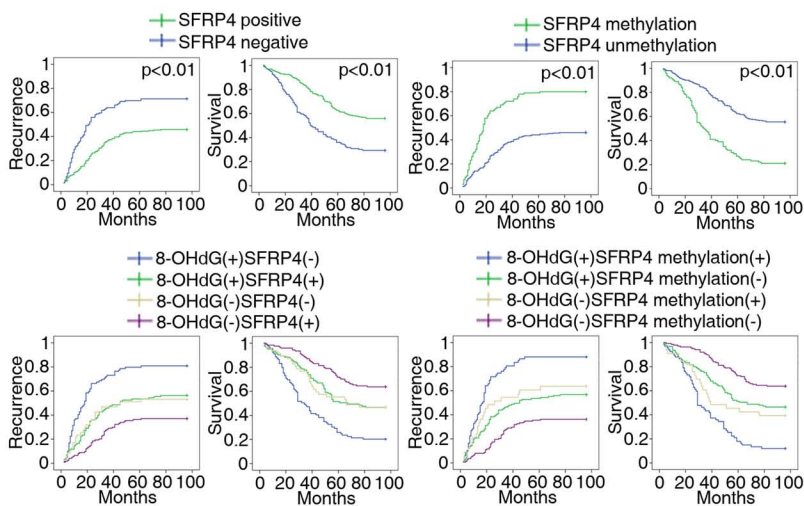 SFRP4 positive
SFRP4 negative
p<0.01
Recurrence
1
0.8
0.6
0.4
0.2
0
0 20 40 60 80 100
Months
p<0.01
Survival
1
0.8
0.6
0.4
0.2
0
0 20 40 60 80 100
Months
SFRP4 methylation
SFRP4 unmethylation
p<0.01
Recurrence
1
0.8
0.6
0.4
0.2
0
0 20 40 60 80 100
Months
p<0.01
Survival
1
0.8
0.6
0.4
0.2
0
0 20 40 60 80 100
Months
8-OHdG(+)SFRP4(-)
8-OHdG(+)SFRP4(+)
8-OHdG(-)SFRP4(-)
8-OHdG(-)SFRP4(+)
Recurrence
1
0.8
0.6
0.4
0.2
0
0 20 40 60 80 100
Months
Survival
1
0.8
0.6
0.4
0.2
0
0 20 40 60 80 100
Months
8-OHdG(+)SFRP4 methylation(+)
8-OHdG(+)SFRP4 methylation(-)
8-OHdG(-)SFRP4 methylation(+)
8-OHdG(-)SFRP4 methylation(-)
Recurrence
1
0.8
0.6
0.4
0.2
0
0 20 40 60 80 100
Months
Survival
1
0.8
0.6
0.4
0.2
0
0 20 40 60 80 100
Months